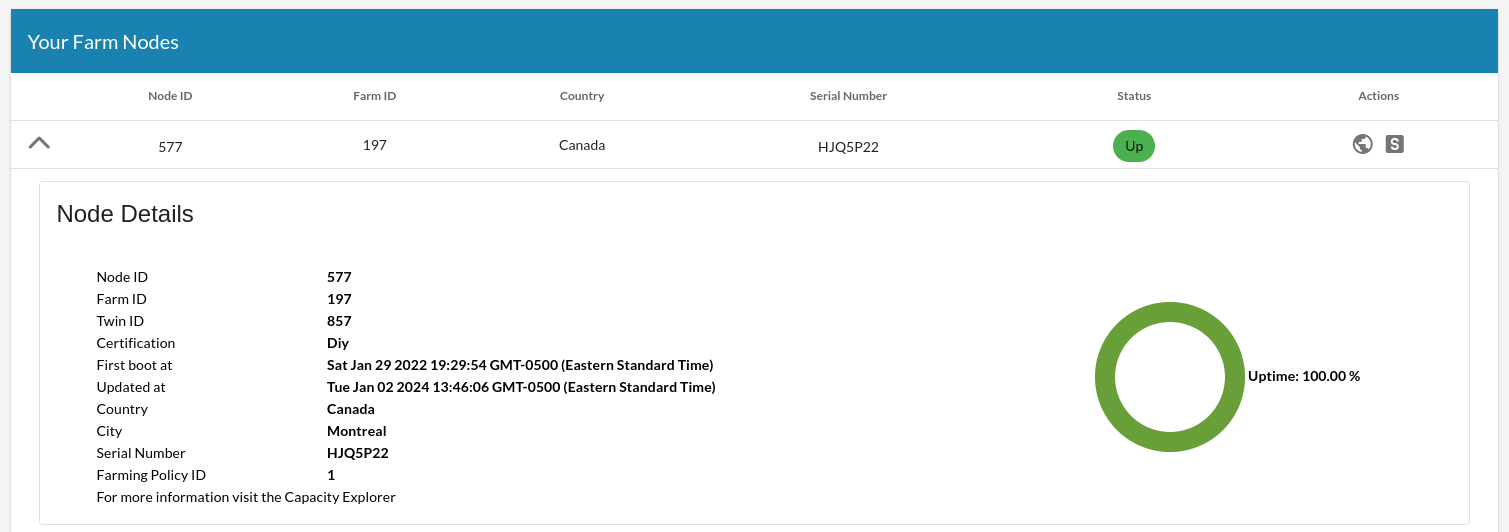 Your Farm Nodes
Node ID Farm ID Country Serial Number Status Actions
577 197 Canada HJQ5P22 Up S
Node Details
Node ID 577
Farm ID 197
Twin ID 857
Certification Diy
First boot at Sat Jan 29 2022 19:29:54 GMT-0500 (Eastern Standard Time)
Updated at Tue Jan 02 2024 13:46:06 GMT-0500 (Eastern Standard Time)
Uptime: 100.00 %
Country Canada
City Montreal
Serial Number HJQ5P22
Farming Policy ID 1
For more information visit the Capacity Explorer